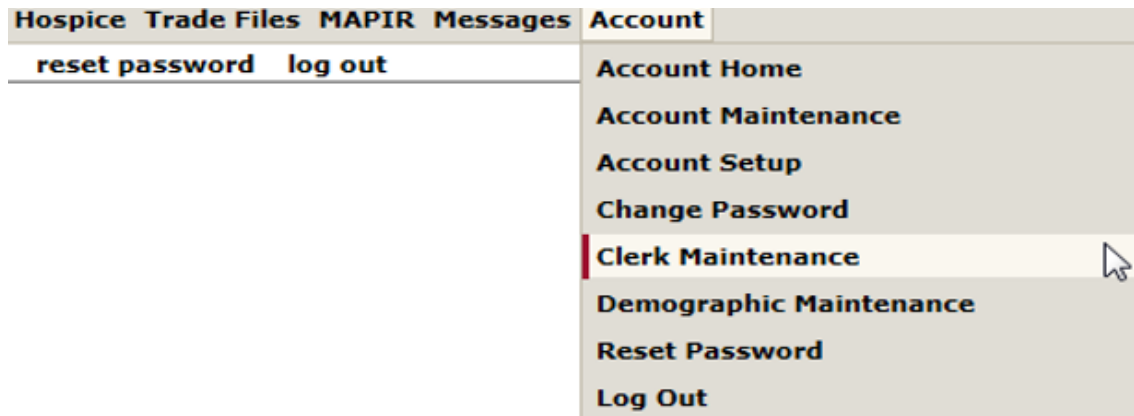 Hospice Trade Files MAPIR Messages Account
reset password log out
Account Home
Account Maintenance
Account Setup
Change Password
Clerk Maintenance
Demographic Maintenance
Reset Password
Log Out